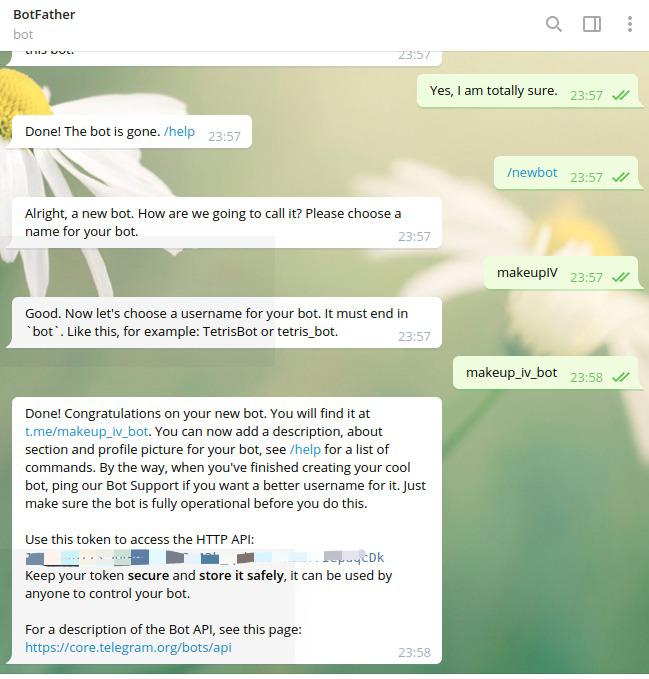 BotFather
bot
this bot.
23:57
Yes, I am totally sure. 23:57
Done! The bot is gone. /help 23:57
/newbot 23:57
Alright, a new bot. How are we going to call it? Please choose a
name for your bot. 23:57
makeupIV 23:57
Good. Now let's choose a username for your bot. It must end in
`bot`. Like this, for example: TetrisBot or tetris_bot. 23:57
makeup_iv_bot 23:58
Done! Congratulations on your new bot. You will find it at
t.me/makeup_iv_bot. You can now add a description, about
section and profile picture for your bot, see /help for a list of
commands. By the way, when you've finished creating your cool
bot, ping our Bot Support if you want a better username for it. Just
make sure the bot is fully operational before you do this.
Use this token to access the HTTP API:
Keep your token secure and store it safely, it can be used by
anyone to control your bot.
For a description of the Bot API, see this page:
https://core.telegram.org/bots/api 23:58